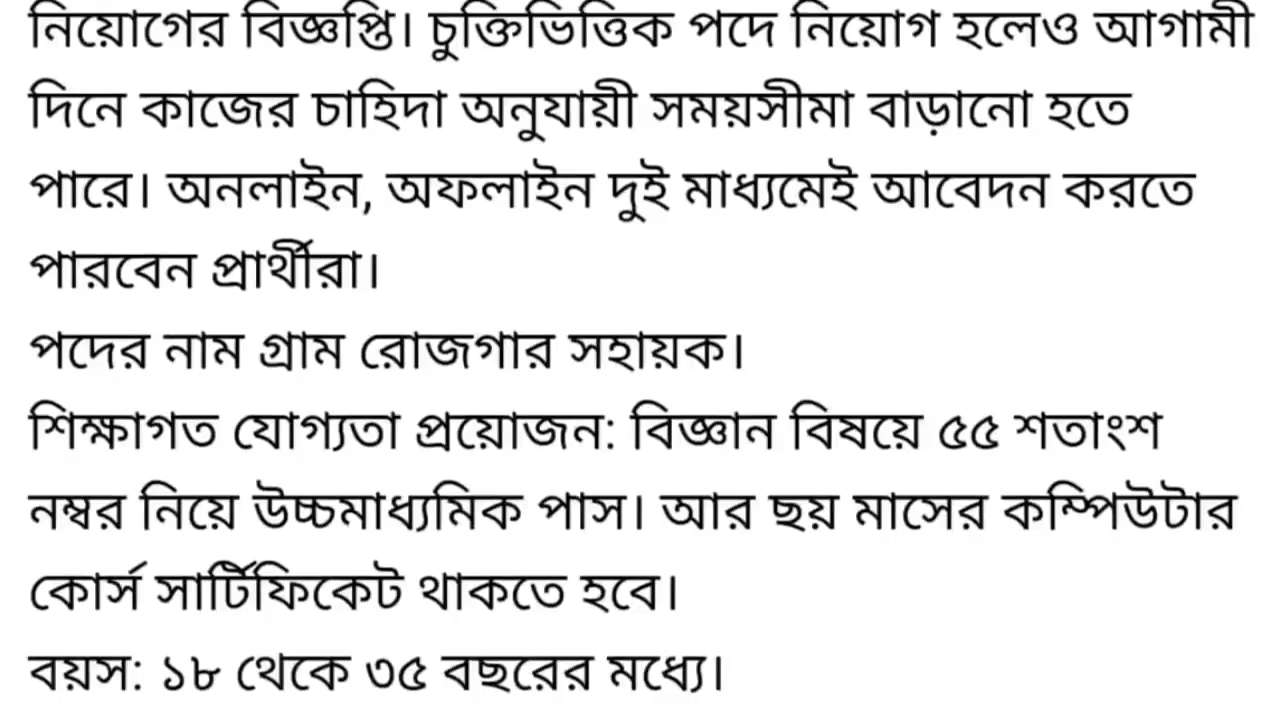 নিয়োগের বিজ্ঞপ্তি। চুক্তিভিত্তিক পদে নিয়োগ হলেও আগামী
দিনে কাজের চাহিদা অনুযায়ী সময়সীমা বাড়ানো হতে
পারে। অনলাইন, অফলাইন দুই মাধ্যমেই আবেদন করতে
পারবেন প্রার্থীরা।
পদের নাম গ্রাম রোজগার সহায়ক।
শিক্ষাগত যোগ্যতা প্রয়োজন: বিজ্ঞান বিষয়ে ৫৫ শতাংশ
নম্বর নিয়ে উচ্চমাধ্যমিক পাস। আর ছয় মাসের কম্পিউটার
কোর্স সার্টিফিকেট থাকতে হবে।
বয়স: ১৮ থেকে ৩৫ বছরের মধ্যে।